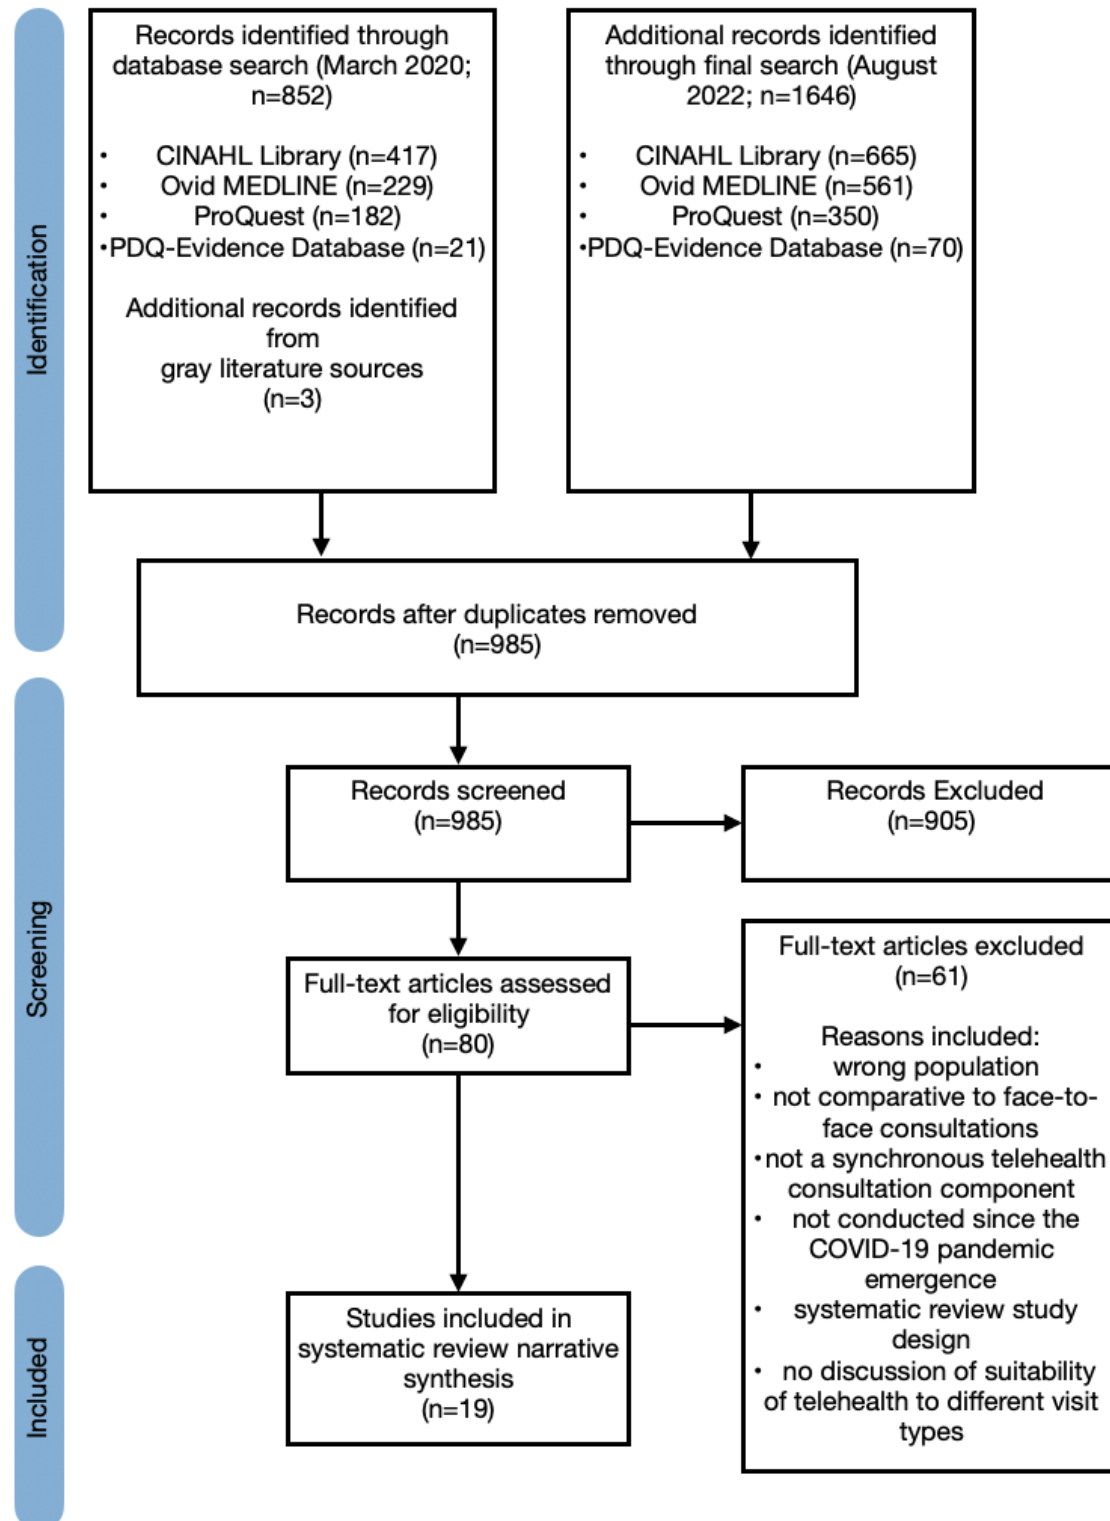 Identification
Records identified through
database search (March 2020;
n=852)
• CINAHL Library (n=417)
• Ovid MEDLINE (n=229)
• ProQuest (n=182)
•PDQ-Evidence Database (n=21)
Additional records identified
from
gray literature sources
(n=3)
Additional records identified
through final search (August
2022; n=1646)
• CINAHL Library (n=665)
• Ovid MEDLINE (n=561)
• ProQuest (n=350)
•PDQ-Evidence Database (n=70)
Records after duplicates removed
(n=985)
Screening
Records screened
(n=985)
Records Excluded
(n=905)
Full-text articles assessed
for eligibility
(n=80)
Full-text articles excluded
(n=61)
Reasons included:
• wrong population
• not comparative to face-to-
face consultations
•not a synchronous telehealth
consultation component
• not conducted since the
COVID-19 pandemic
emergence
• systematic review study
design
• no discussion of suitability
of telehealth to different visit
types
Included
Studies included in
systematic review narrative
synthesis
(n=19)